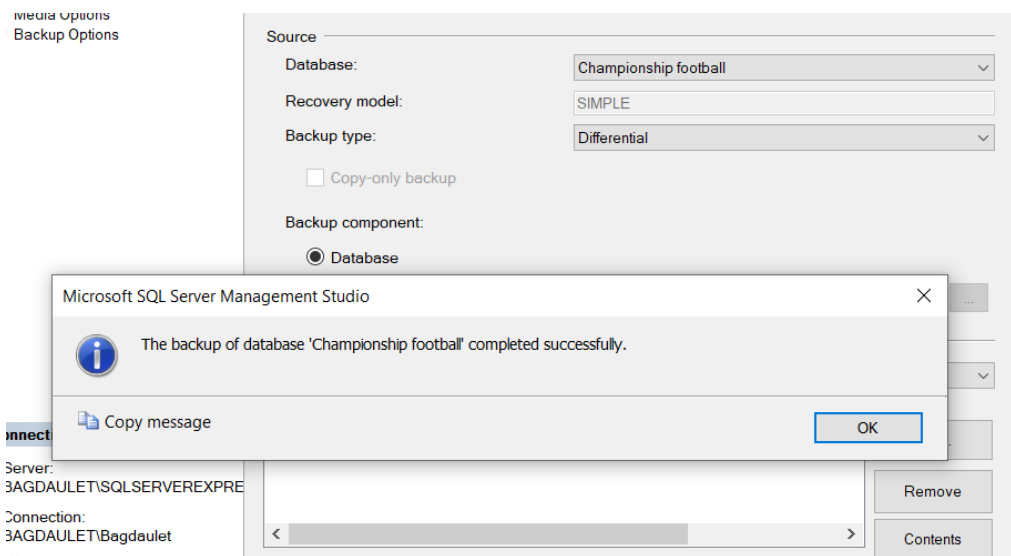 Media Options
Backup Options
Source
Database:
Championship football
Recovery model:
SIMPLE
Backup type:
Differential
Copy-only backup
Backup component:
Database
...
Microsoft SQL Server Management Studio
The backup of database 'Championship football' completed successfully.
Copy message
OK
onnect
Server:
BAGDAULET\SQLSERVEREXPRE
Connection:
BAGDAULET\Bagdaulet
Remove
Contents